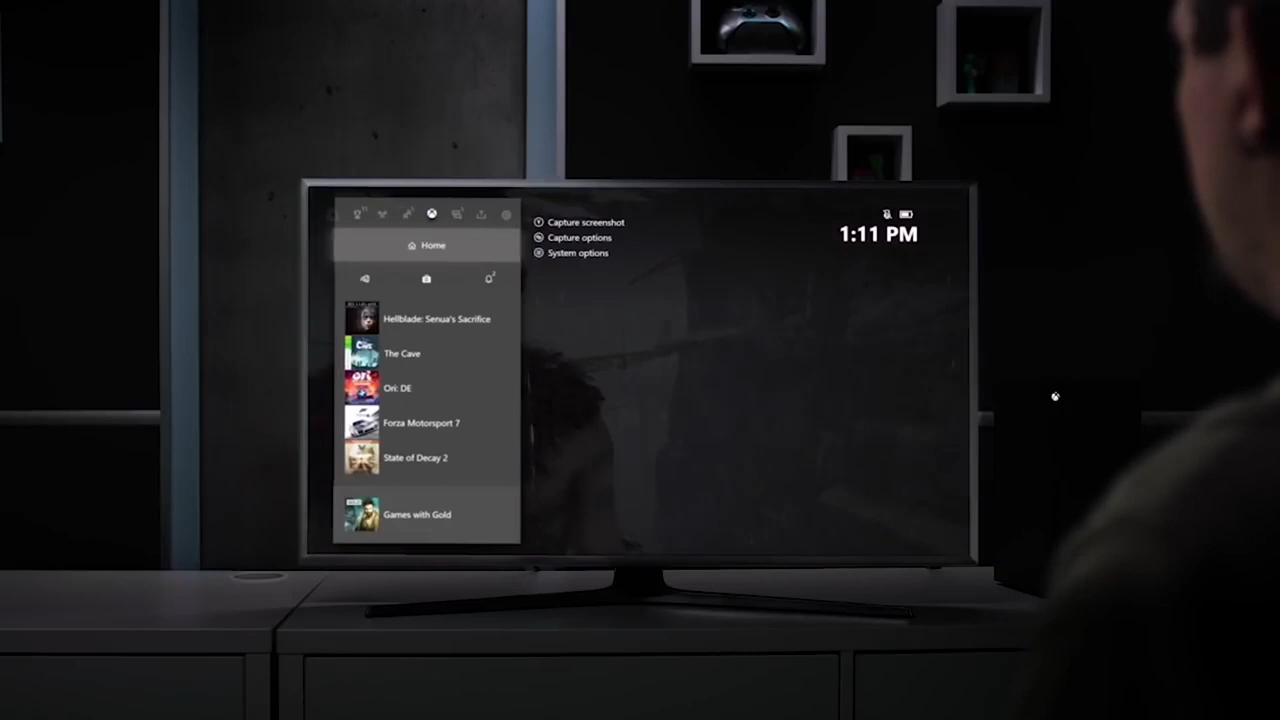 Home
2
Hellblade: Senua's Sacrifice
The Cave
Ori: DE
Forza Motorsport 7
State of Decay 2
Games with Gold
Capture screenshot
Capture options
System options
1:11 PM